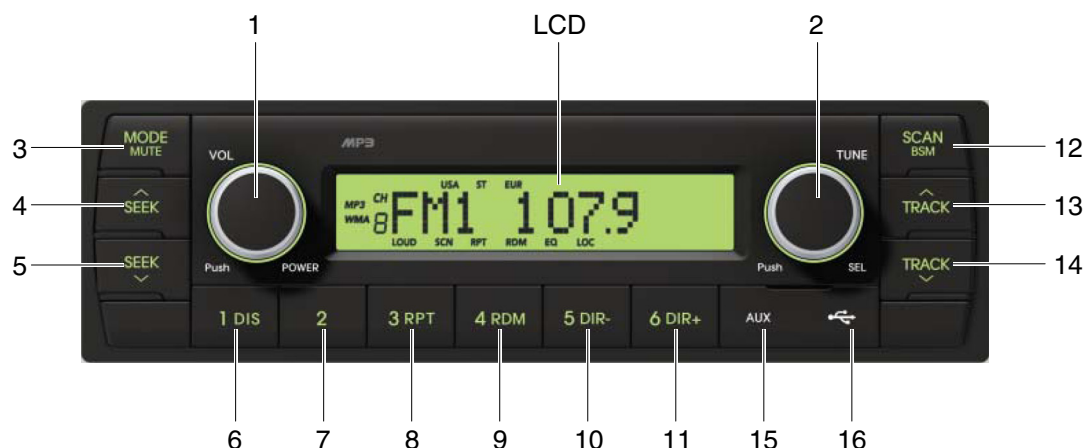 1 LCD 2
3 MODE MUTE VOL MP3 TUNE SCAN BSM 12
4 SEEK USA ST EUR TRACK 13
MP3 WMA CH 8 FM1 107.9
LOUD SCN RPT RDM EQ LOC
5 SEEK Push POWER Push SEL TRACK 14
1 DIS 2 3 RPT 4 RDM 5 DIR- 6 DIR+ AUX
6 7 8 9 10 11 15 16